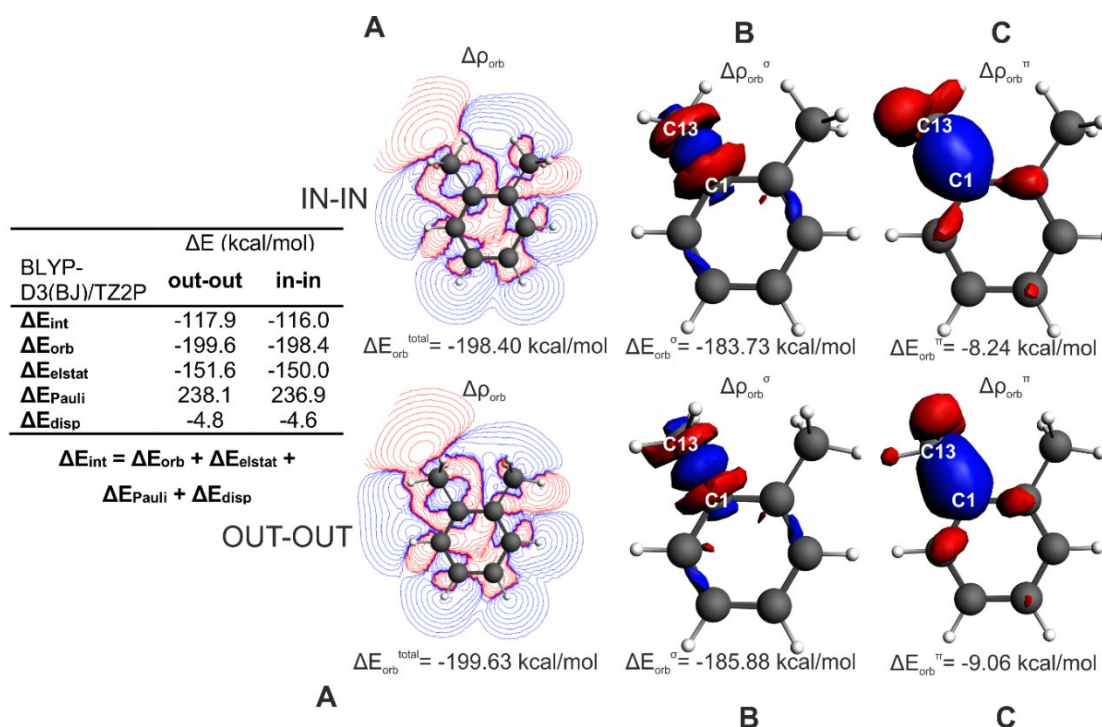 A
B
C
Δρorb
Δρorbσ
Δρorbπ
C13
C1
C13
C1
IN-IN
ΔEorbtotal = -198.40 kcal/mol
ΔEorbσ = -183.73 kcal/mol
ΔEorbπ = -8.24 kcal/mol
ΔE (kcal/mol)
BLYP-
D3(BJ)/TZ2P
out-out
in-in
ΔEint -117.9 -116.0
ΔEorb -199.6 -198.4
ΔEelstat -151.6 -150.0
ΔEPauli 238.1 236.9
ΔEdisp -4.8 -4.6
ΔEint = ΔEorb + ΔEelstat +
ΔEPauli + ΔEdisp
Δρorb
Δρorbσ
Δρorbπ
C13
C1
C13
C1
OUT-OUT
ΔEorbtotal = -199.63 kcal/mol
ΔEorbσ = -185.88 kcal/mol
ΔEorbπ = -9.06 kcal/mol
A
B
C